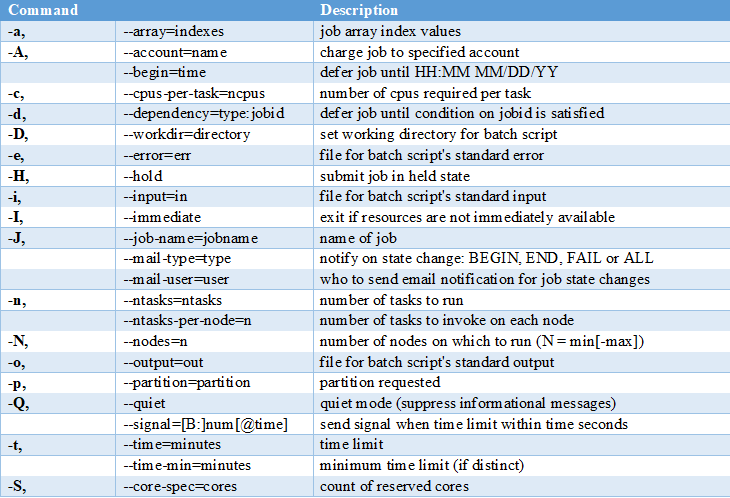 Command Description
-a, --array=indexes job array index values
-A, --account=name charge job to specified account
--begin=time defer job until HH:MM MM/DD/YY
-c, --cpus-per-task=ncpus number of cpus required per task
-d, --dependency=type:jobid defer job until condition on jobid is satisfied
-D, --workdir=directory set working directory for batch script
-e, --error=err file for batch script's standard error
-H, --hold submit job in held state
-i, --input=in file for batch script's standard input
-I, --immediate exit if resources are not immediately available
-J, --job-name=jobname name of job
--mail-type=type notify on state change: BEGIN, END, FAIL or ALL
--mail-user=user who to send email notification for job state changes
-n, --ntasks=ntasks number of tasks to run
--ntasks-per-node=n number of tasks to invoke on each node
-N, --nodes=n number of nodes on which to run (N = min[-max])
-o, --output=out file for batch script's standard output
-p, --partition=partition partition requested
-Q, --quiet quiet mode (suppress informational messages)
--signal=[B:]num[@time] send signal when time limit within time seconds
-t, --time=minutes time limit
--time-min=minutes minimum time limit (if distinct)
-S, --core-spec=cores count of reserved cores